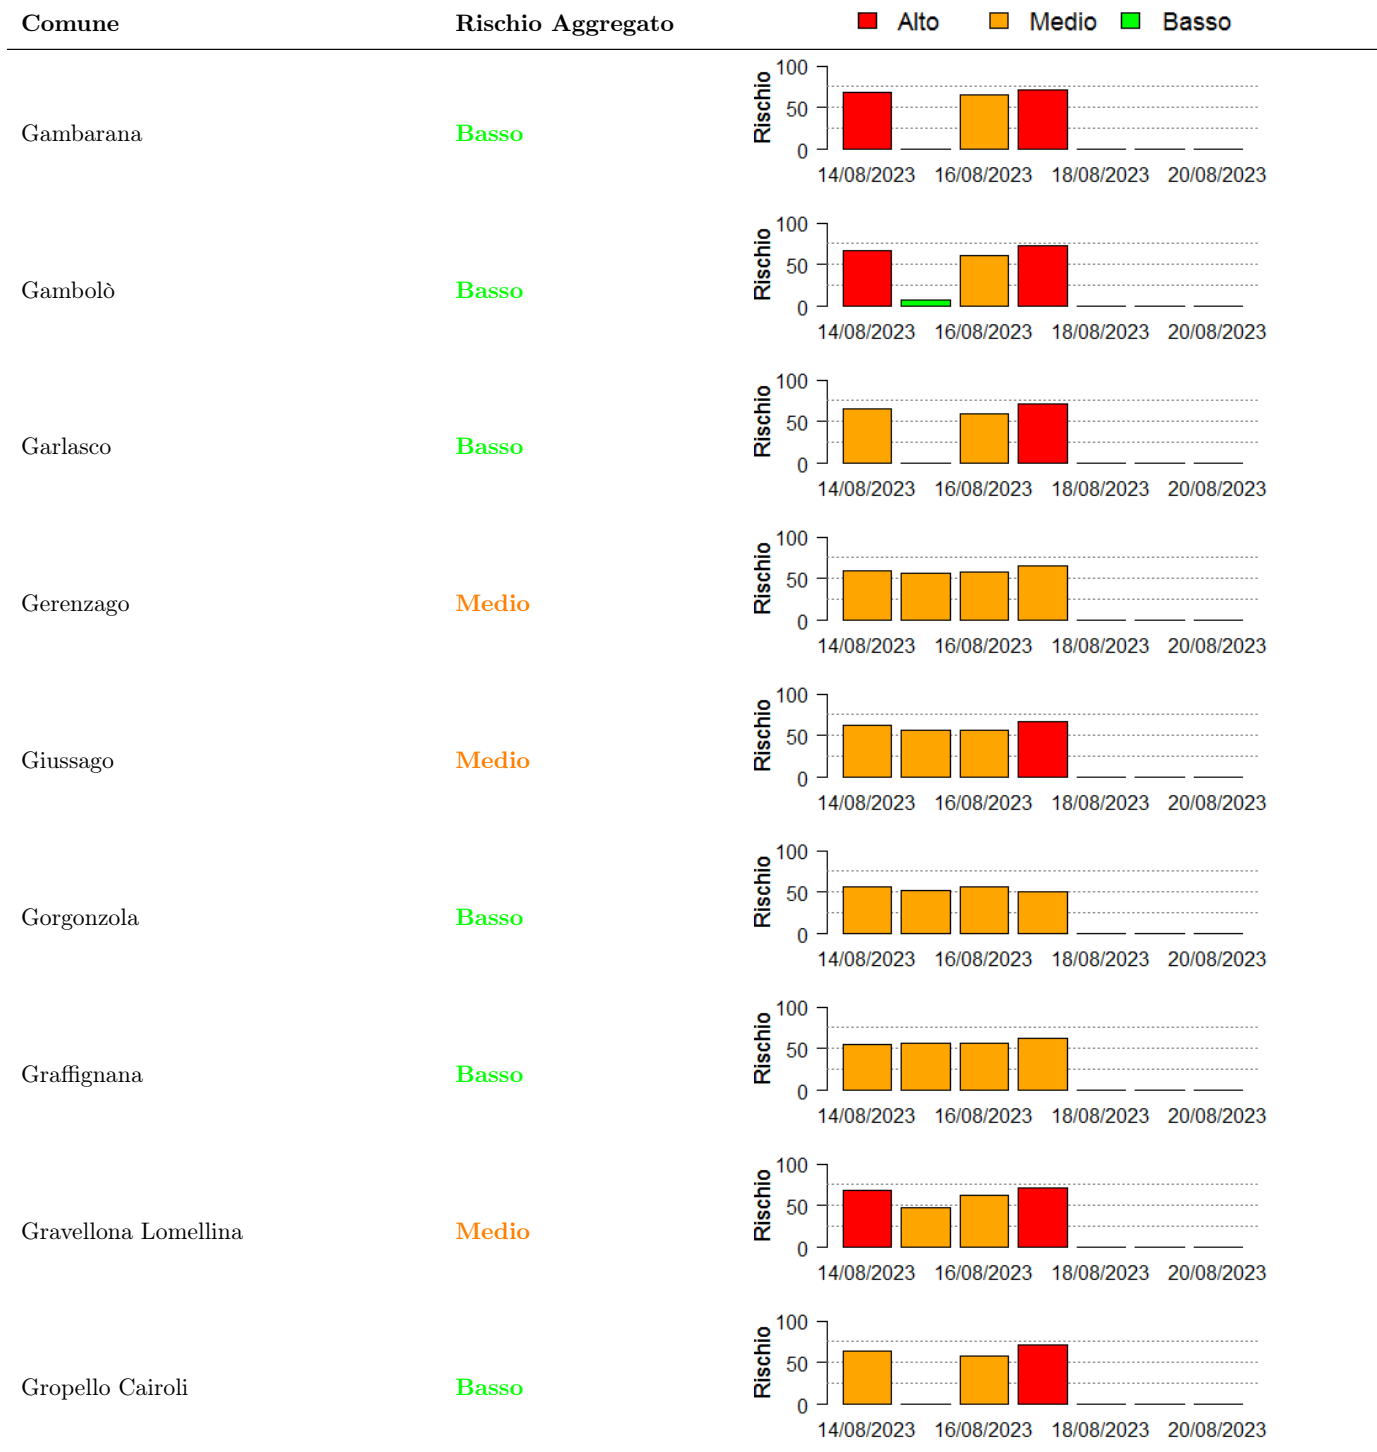 Comune Rischio Aggregato Alto Medio Basso
Gambarana Basso
Rischio
100
50
0
14/08/2023 16/08/2023 18/08/2023 20/08/2023
Gambolò Basso
Rischio
100
50
0
14/08/2023 16/08/2023 18/08/2023 20/08/2023
Garlasco Basso
Rischio
100
50
0
14/08/2023 16/08/2023 18/08/2023 20/08/2023
Gerenzago Medio
Rischio
100
50
0
14/08/2023 16/08/2023 18/08/2023 20/08/2023
Giussago Medio
Rischio
100
50
0
14/08/2023 16/08/2023 18/08/2023 20/08/2023
Gorgonzola Basso
Rischio
100
50
0
14/08/2023 16/08/2023 18/08/2023 20/08/2023
Graffignana Basso
Rischio
100
50
0
14/08/2023 16/08/2023 18/08/2023 20/08/2023
Gravellona Lomellina Medio
Rischio
100
50
0
14/08/2023 16/08/2023 18/08/2023 20/08/2023
Gropello Cairoli Basso
Rischio
100
50
0
14/08/2023 16/08/2023 18/08/2023 20/08/2023